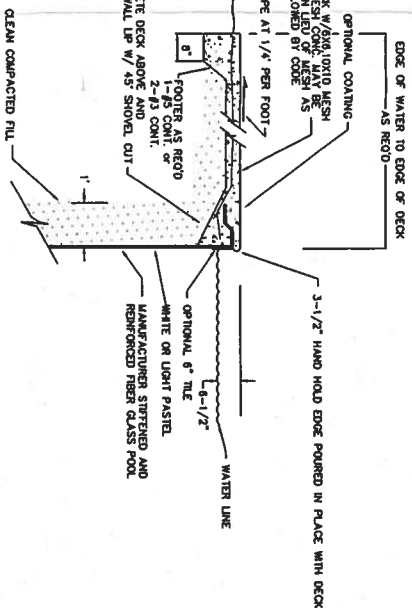 EDGE OF WATER TO EDGE OF DECK
AS REQ'D
3-1/2" HAND HOLD EDGE POURED IN PLACE WITH DECK
OPTIONAL COATING
CK W/6X6,10X10 MESH
ESH CONC. MAY BE
N LIEU OF MESH AS
LOWED BY CODE
PE AT 1/4" PER FOOT
8"
6-1/2"
WATER LINE
OPTIONAL 6" TILE
WHITE OR LIGHT PASTEL
FOOTER AS REQ'D
1-#5 CONT. or
2-#3 CONT.
TE DECK ABOVE AND
WALL LIP W/ 45° SHOVEL CUT
1'
MANUFACTURER STIFFENED AND
REINFORCED FIBER GLASS POOL
CLEAN COMPACTED FILL